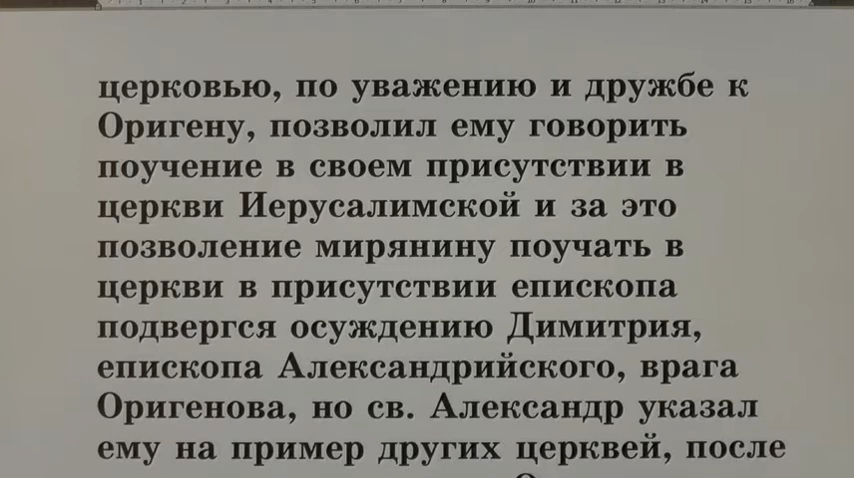 церковью, по уважению и дружбе к
Оригену, позволил ему говорить
поучение в своем присутствии в
церкви Иерусалимской и за это
позволение мирянину поучать в
церкви в присутствии епископа
подвергся осуждению Димитрия,
епископа Александрийского, врага
Оригенова, но св. Александр указал
ему на пример других церквей, после